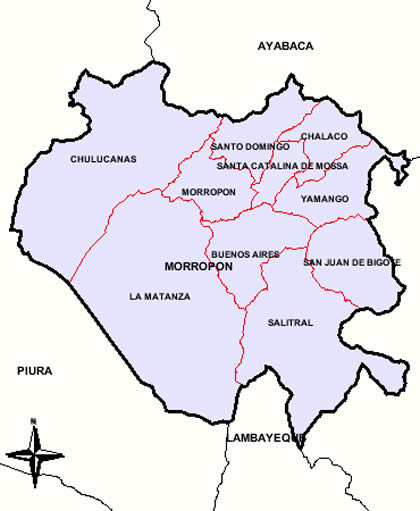 AYABACA
CHALACO
SANTO DOMINGO
CHULUCANAS
SANTA CATALINA DE MOSSA
MORROPON
YAMANGO
BUENOS AIRES
SAN JUAN DE BIGOTE
MORROPON
LA MATANZA
SALITRAL
PIURA
N
LAMBAYEQUE